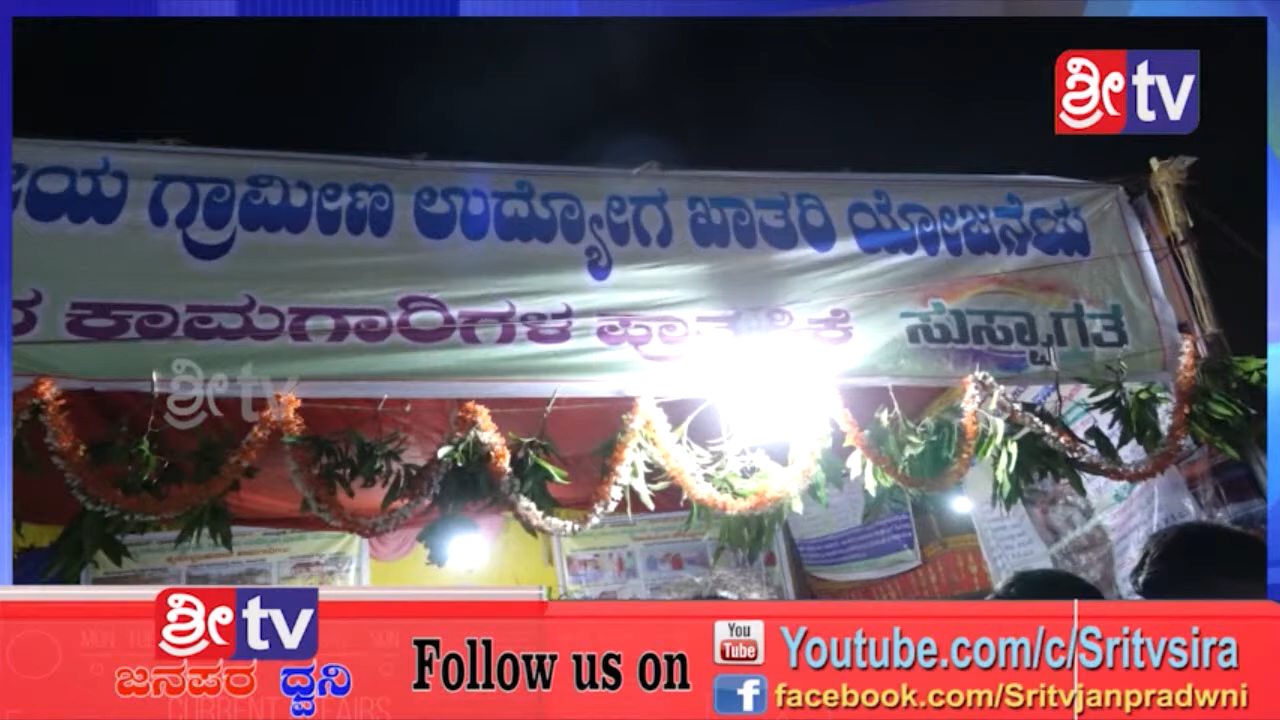 ಶ್ರೀtv
ಗ್ರಾಮೀಣ ಉದ್ಯೋಗ ಖಾತರಿ ಯೋಜನೆಯ
ಕಾಮಗಾರಿಗಳ
ಸುಸ್ವಾಗತ
ಶ್ರೀtv
ಶ್ರೀtv
ಜನಪರ ಧ್ವನಿ
Follow us on
You Tube
Youtube.com/c/Sritvsira
facebook.com/Sritvjanpradwni